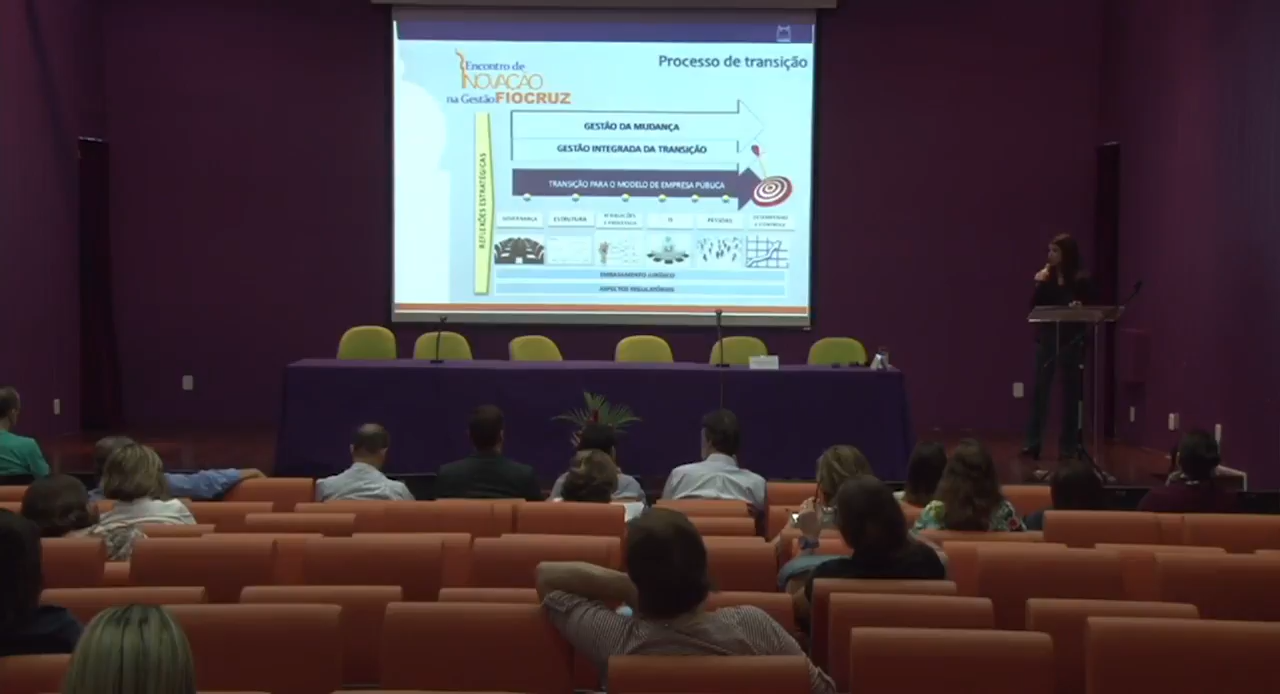 Processo de transição
Encontro de
INOVAÇÃO
na Gestão FIOCRUZ
GESTÃO DA MUDANÇA
GESTÃO INTEGRADA DA TRANSIÇÃO
TRANSIÇÃO PARA O MODELO DE EMPRESA PÚBLICA
REFLEXÕES ESTRATÉGICAS
GOVERNANÇA
ESTRUTURA
TI
PESSOAS
DESEMPENHO
E CONTROLE
EMBASAMENTO JURÍDICO
ASPECTOS REGULATÓRIOS